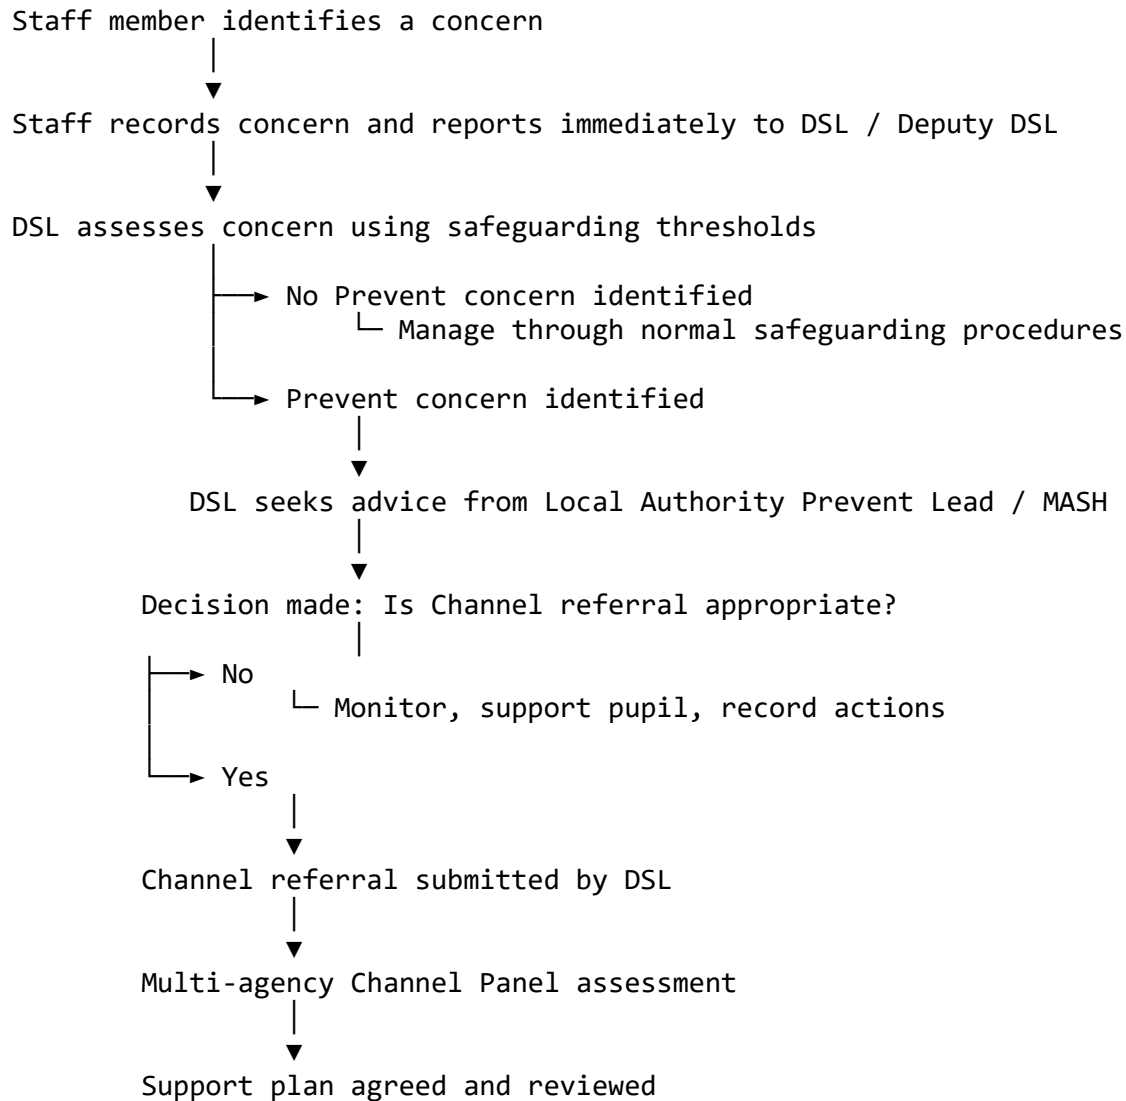 Staff member identifies a concern
Staff records concern and reports immediately to DSL / Deputy DSL
DSL assesses concern using safeguarding thresholds
No Prevent concern identified
Manage through normal safeguarding procedures
Prevent concern identified
DSL seeks advice from Local Authority Prevent Lead / MASH
Decision made: Is Channel referral appropriate?
No
Monitor, support pupil, record actions
Yes
Channel referral submitted by DSL
Multi-agency Channel Panel assessment
Support plan agreed and reviewed